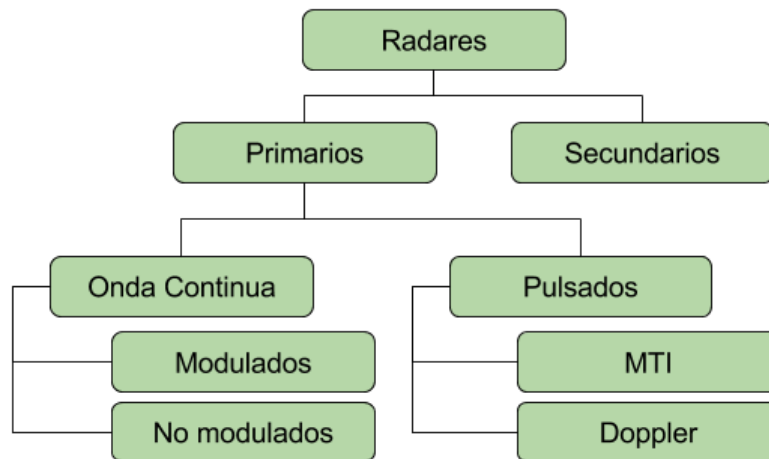 Radares
Primarios
Secundarios
Onda Continua
Pulsados
Modulados
MTI
No modulados
Doppler